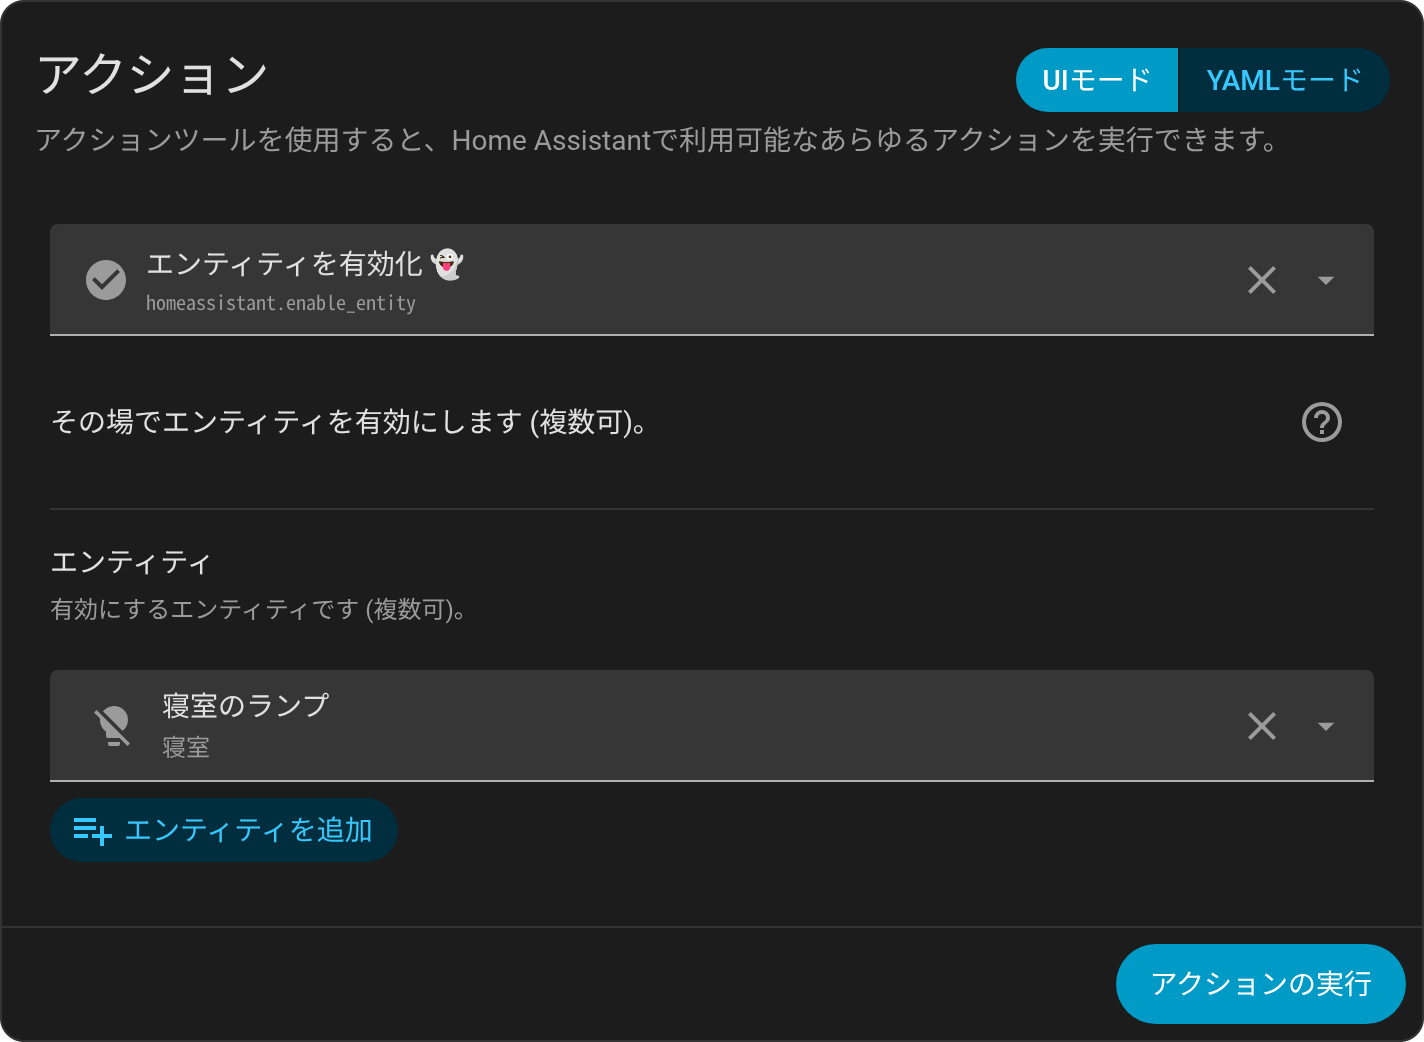 アクション
UIモード
YAMLモード
アクションツールを使用すると、Home Assistantで利用可能なあらゆるアクションを実行できます。
エンティティを有効化 👻
homeassistant.enable_entity
その場でエンティティを有効にします (複数可)。
エンティティ
有効にするエンティティです (複数可)。
寝室のランプ
寝室
エンティティを追加
アクションの実行